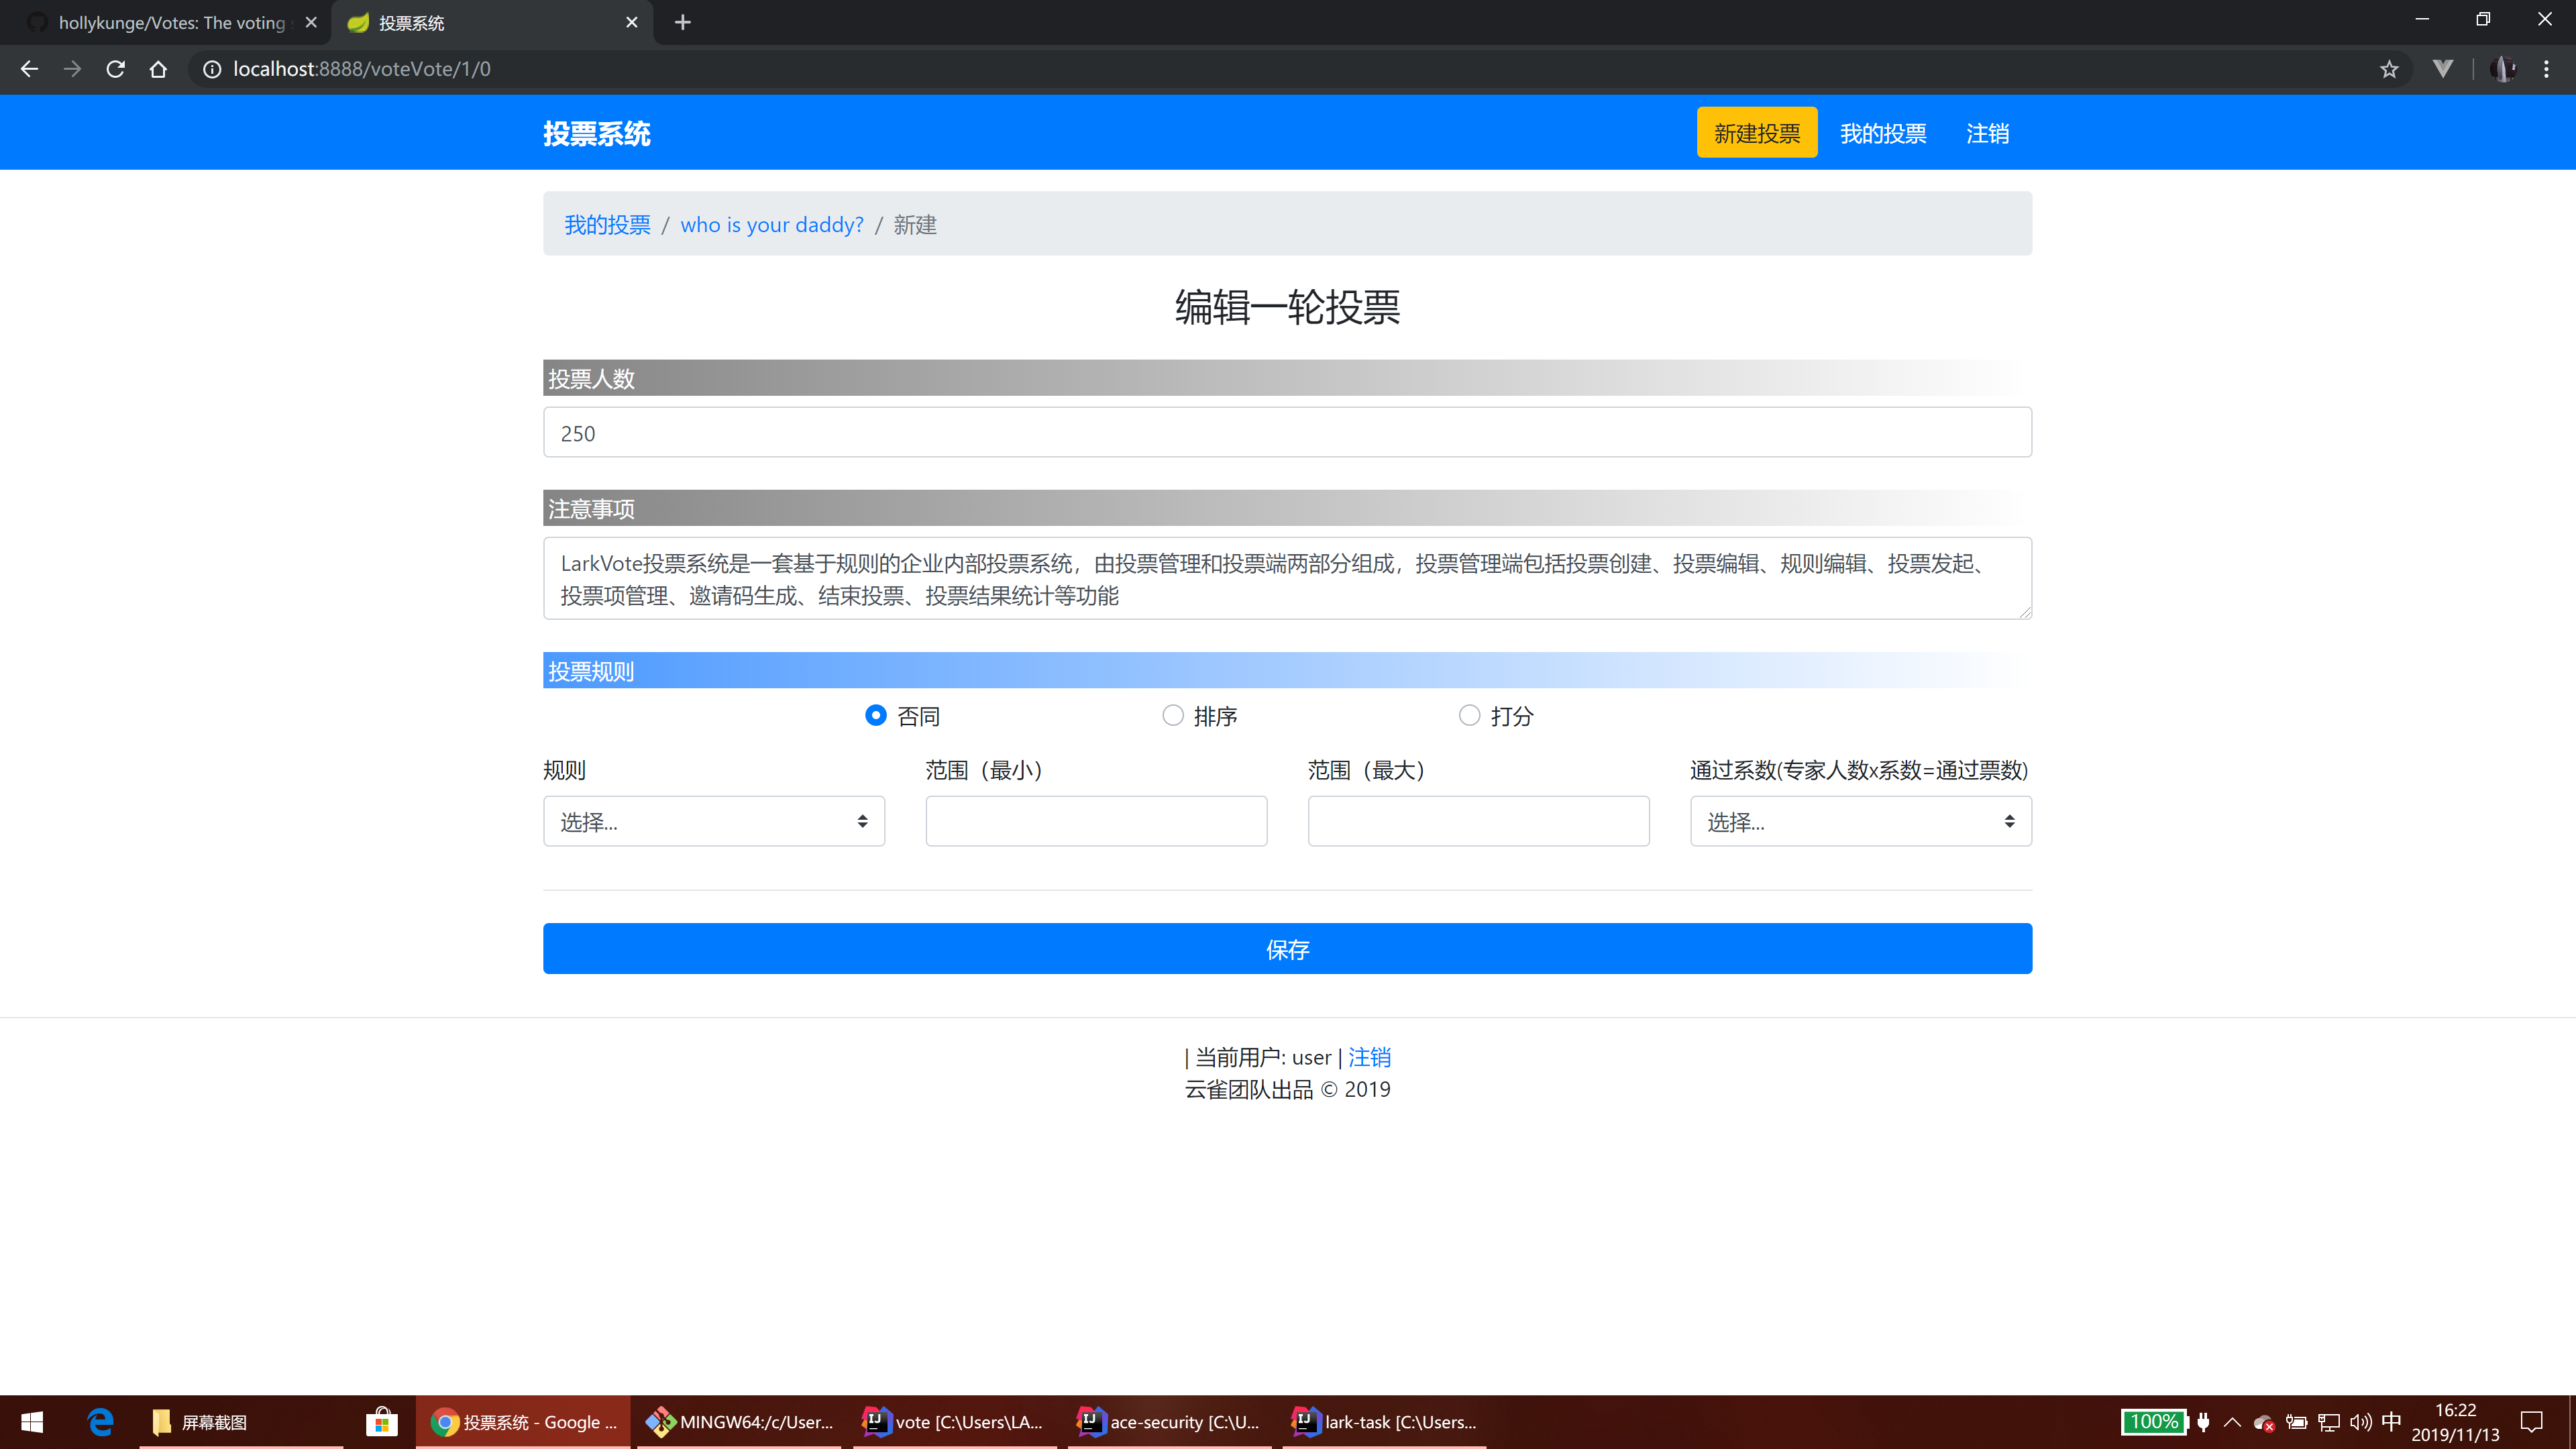 hollykunge/Votes: The voting
投票系统
localhost:8888/voteVote/1/0
投票系统
新建投票
我的投票
注销
我的投票 / who is your daddy? / 新建
编辑一轮投票
投票人数
250
注意事项
LarkVote投票系统是一套基于规则的企业内部投票系统，由投票管理和投票端两部分组成，投票管理端包括投票创建、投票编辑、规则编辑、投票发起、
投票项管理、邀请码生成、结束投票、投票结果统计等功能
投票规则
否同
排序
打分
规则
范围（最小）
范围（最大）
通过系数(专家人数x系数=通过票数)
选择...
选择...
保存
| 当前用户: user | 注销
云雀团队出品 © 2019
屏幕截图
投票系统 - Google ...
MINGW64:/c/User...
vote [C:\Users\LA...
ace-security [C:\U...
lark-task [C:\Users...
100%
中
16:22
2019/11/13